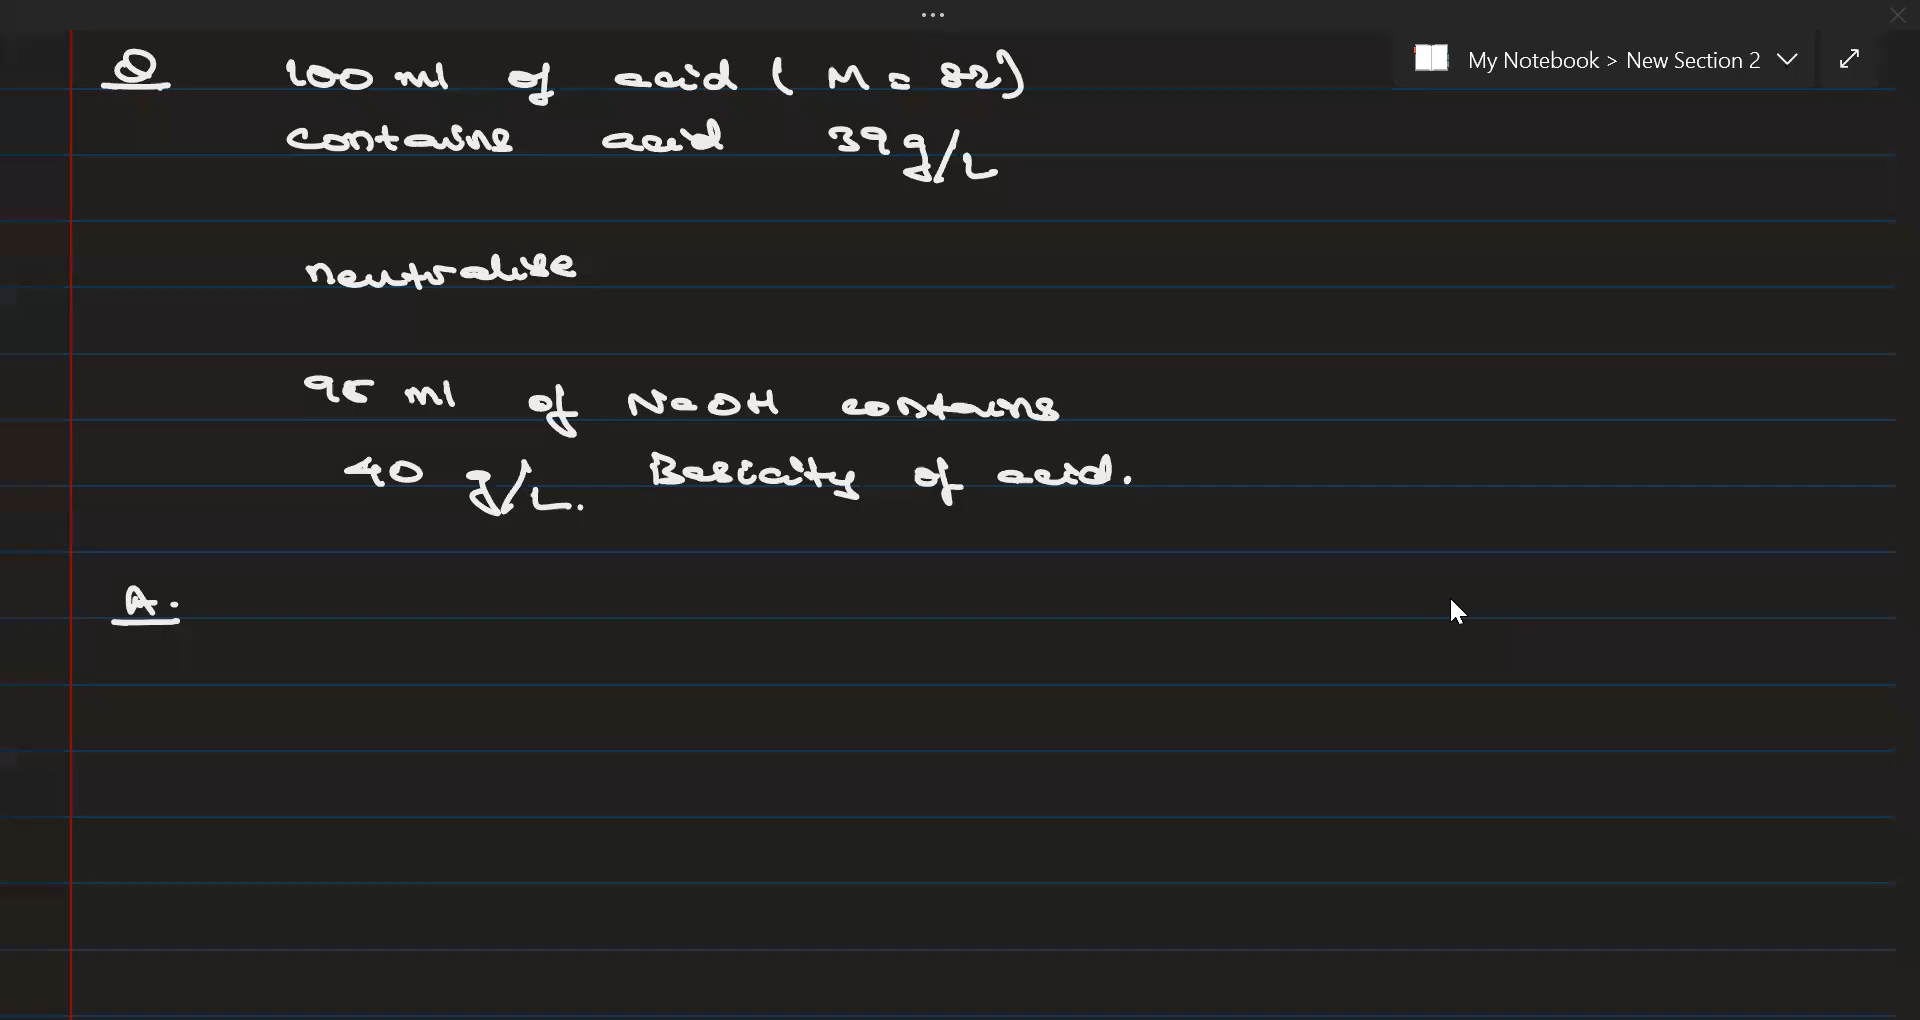 ...
My Notebook > New Section 2
Q 100 ml of acid ( M = 82)
contains acid 39 g/L
neutralise
95 ml of NaOH contains
40 g/L. Basicity of acid.
A.